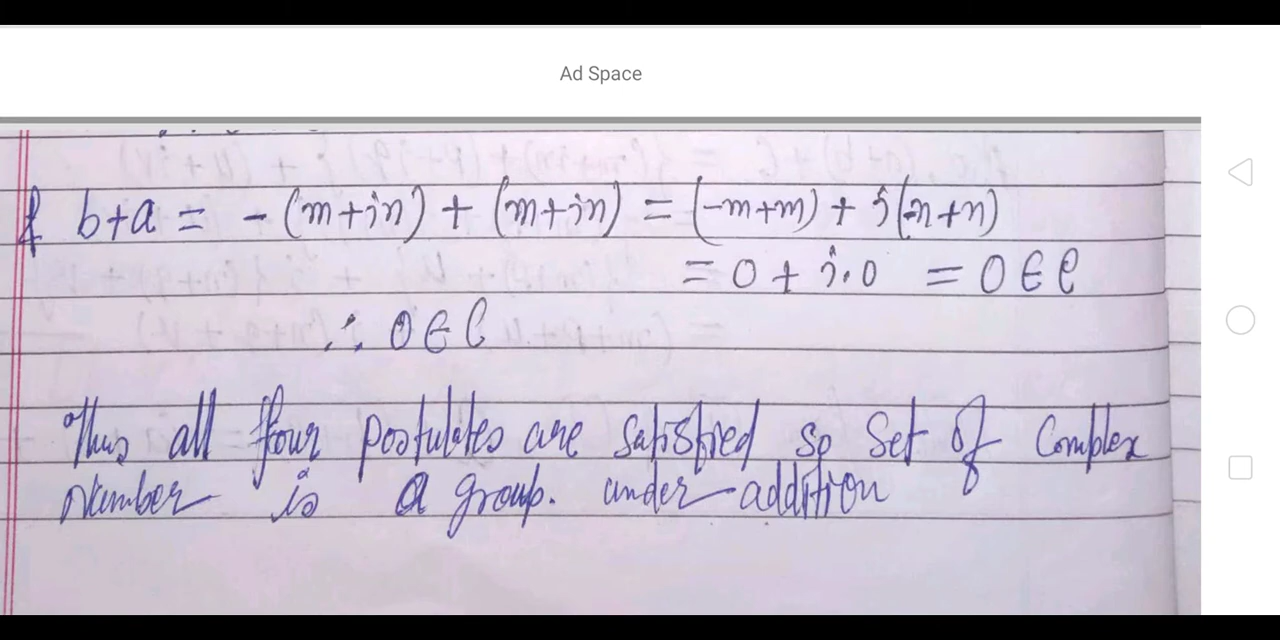 Ad Space
& b+a = - (m+in) + (m+in) = (-m+m) + i(-n+n)
= 0 + i.0 = 0 ∈ C
∴ 0 ∈ C
Thus all four postulates are satisfied so set of complex
number is a group. under addition